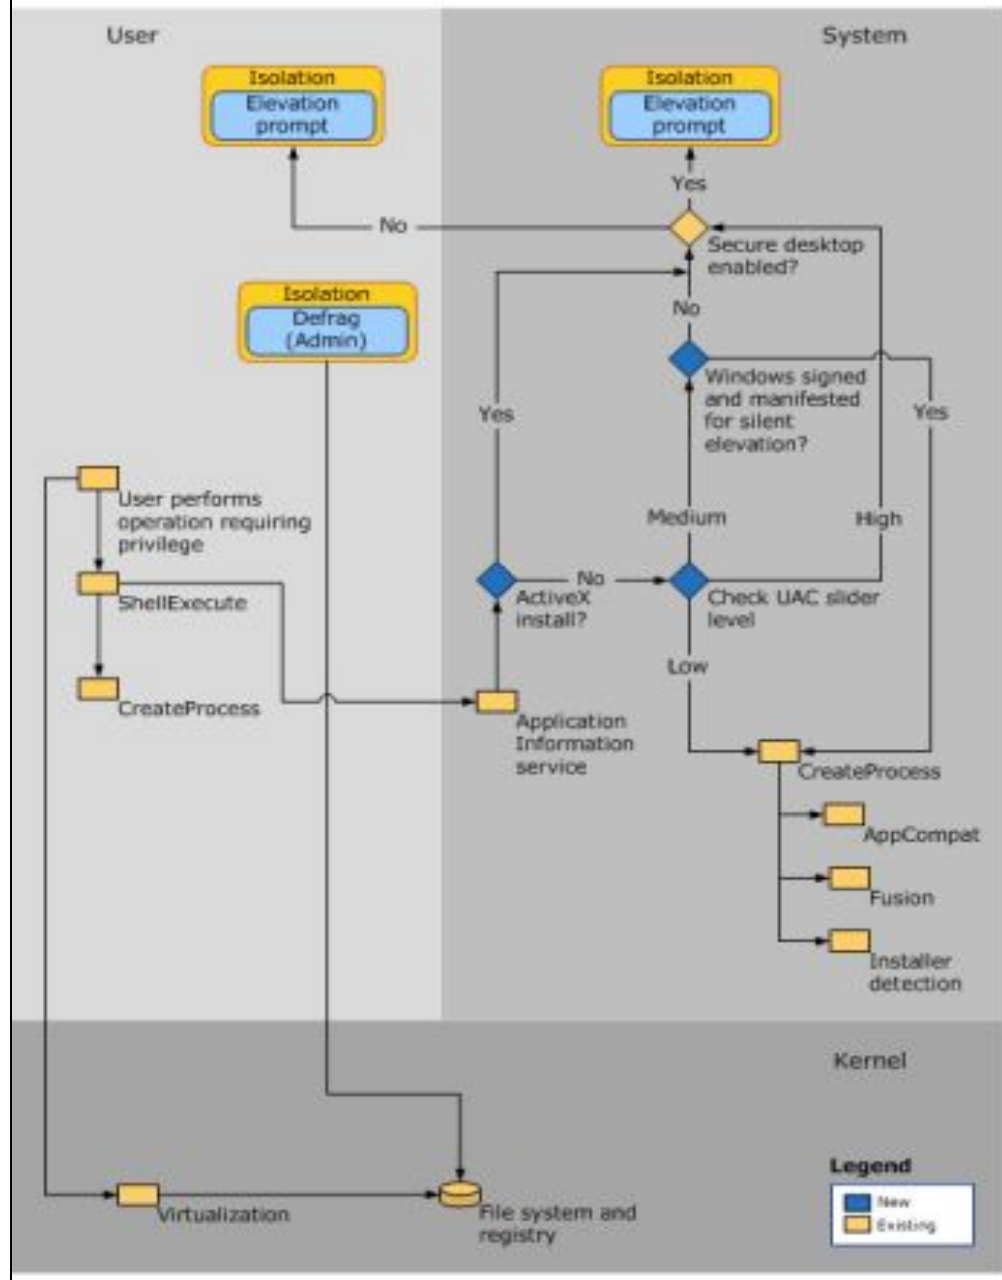 User
System
Isolation
Elevation
prompt
Isolation
Elevation
prompt
Yes
No
Secure desktop
enabled?
Isolation
Defrag
(Admin)
No
Windows signed
and manifested
for silent
elevation?
Yes
Yes
User performs
operation requiring
privilege
Medium
High
ShellExecute
No
ActiveX
install?
Check UAC slider
level
Low
CreateProcess
Application
Information
service
CreateProcess
AppCompat
Fusion
Installer
detection
Kernel
Virtualization
File system and
registry
Legend
New
Existing